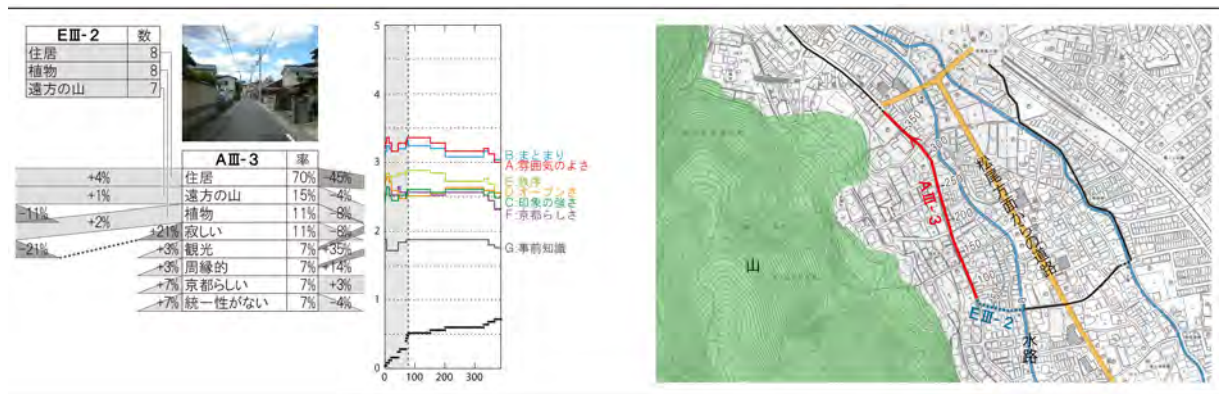 EⅢ-2 数
住居 8
植物 8
遠方の山 7
AⅢ-3 率
+4% 住居 70% -45%
+1% 遠方の山 15% -4%
-11% +2% 植物 11% -8%
+21% 寂しい 11% -8%
-21% +3% 観光 7% +35%
+3% 周縁的 7% +14%
+7% 京都らしい 7% +3%
+7% 統一性がない 7% -4%
5
4
3
2
1
0
0 100 200 300
B:まとまり
A:雰囲気のよさ
E:秩序
D:オープンさ
C:印象の強さ
F:京都らしさ
G:事前知識
山
AⅢ-3
350
200
150
100
松尾方面からの道路
EⅢ-2
水路